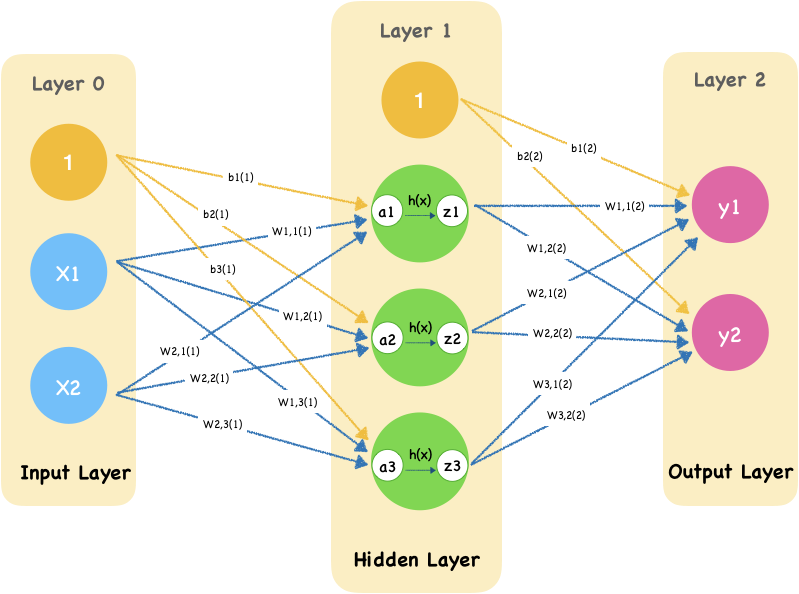 Layer 0
1
X1
X2
Input Layer
b1(1)
b2(1)
b3(1)
W1,1(1)
W1,2(1)
W2,1(1)
W2,2(1)
W1,3(1)
W2,3(1)
Layer 1
1
h(x)
a1
z1
h(x)
a2
z2
h(x)
a3
z3
Hidden Layer
b1(2)
b2(2)
W1,1(2)
W1,2(2)
W2,1(2)
W2,2(2)
W3,1(2)
W3,2(2)
Layer 2
y1
y2
Output Layer